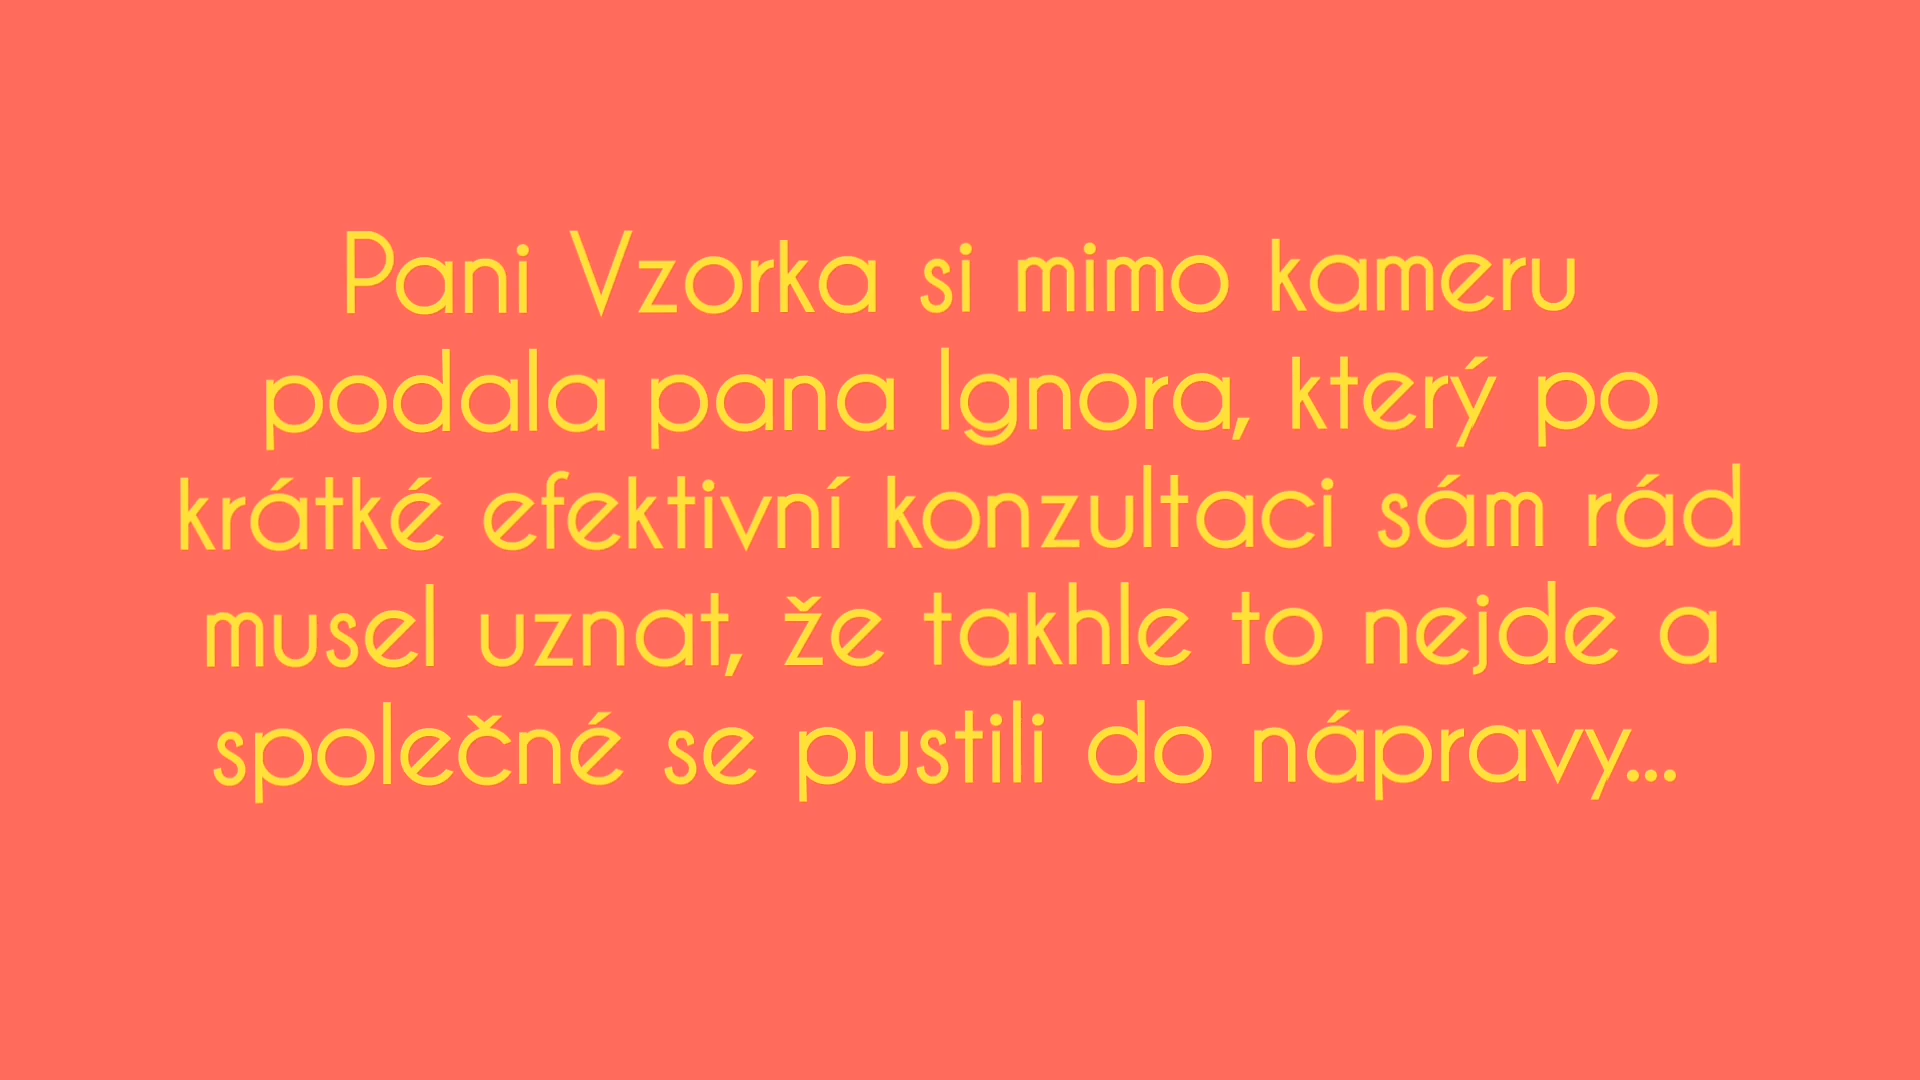 Pani Vzorka si mimo kameru
podala pana Ignora, který po
krátké efektivní konzultaci sám rád
musel uznat, že takhle to nejde a
společné se pustili do nápravy...